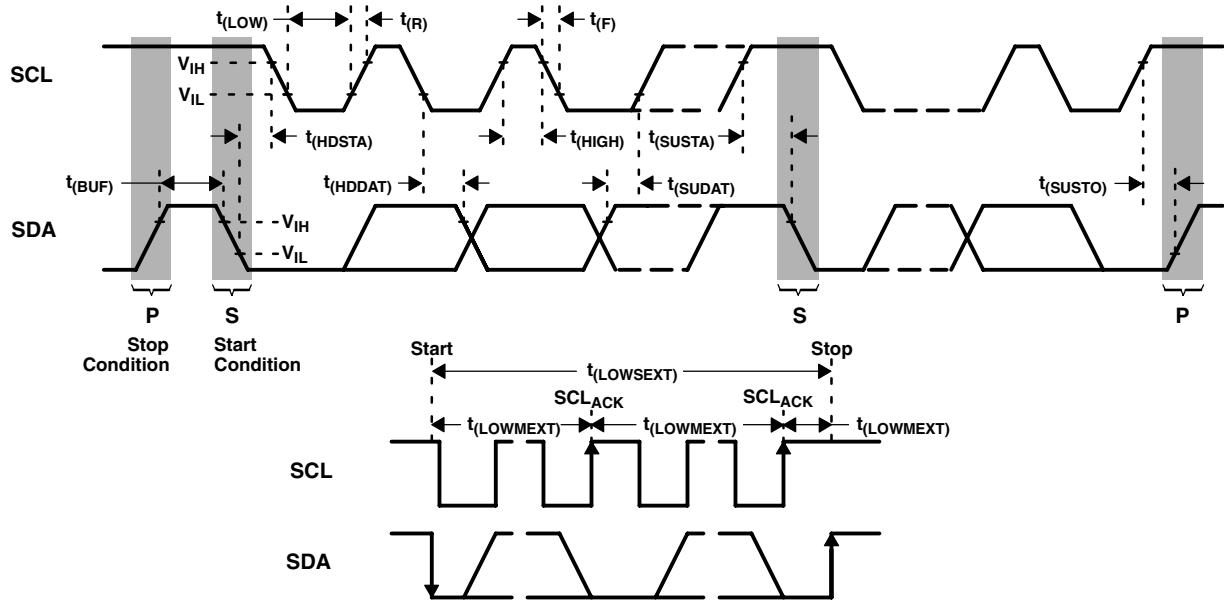 t(LOW) t(R) t(F)
SCL
VIH
VIL
t(HDSTA) t(HIGH) t(SUSTA)
t(BUF) t(HDDAT) t(SUDAT) t(SUSTO)
SDA
VIH
VIL
P S S P
Stop
Condition
Start
Condition
Start Stop
t(LOWSEXT)
SCLACK SCLACK
t(LOWMEXT) t(LOWMEXT) t(LOWMEXT)
SCL
SDA